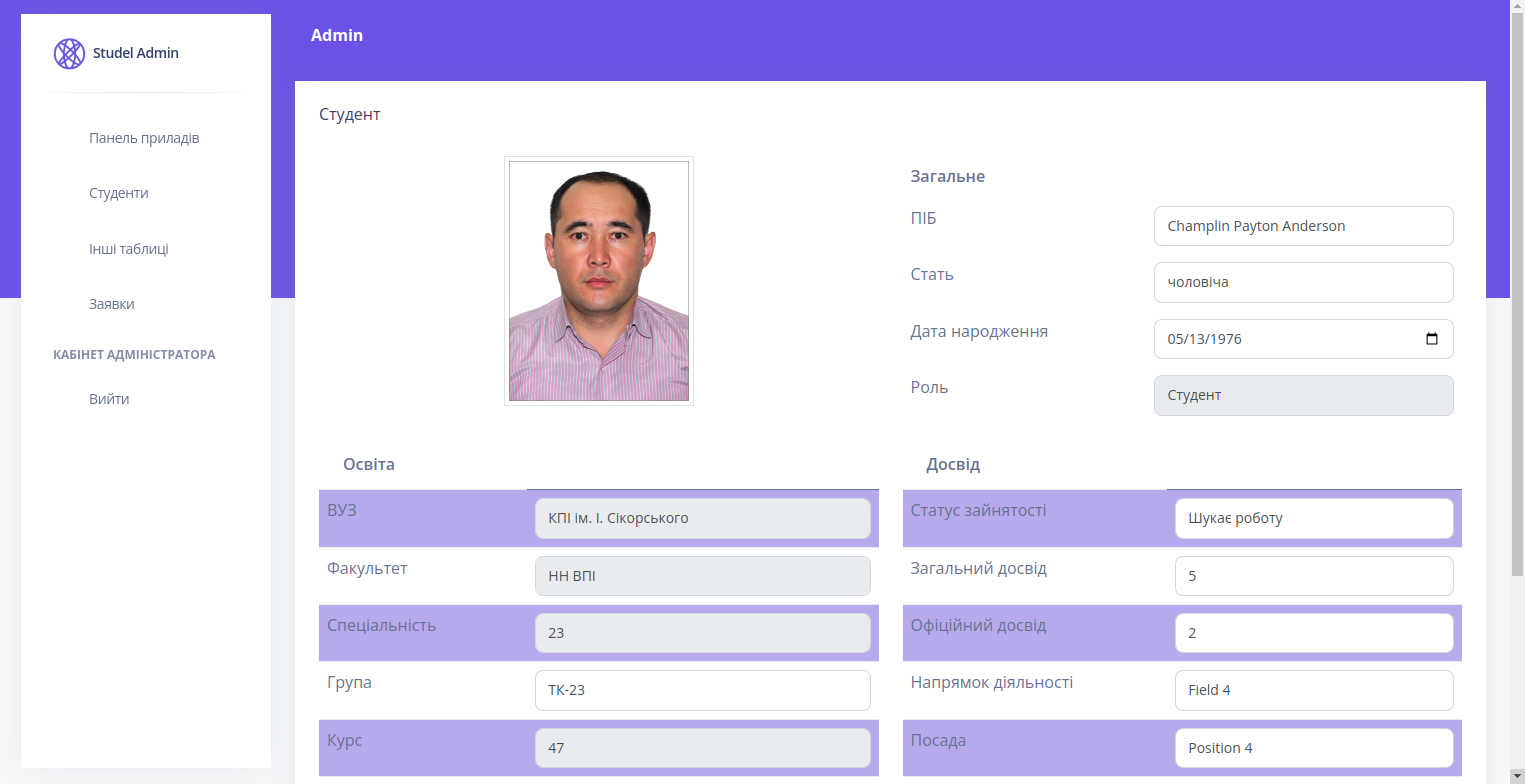 Studel Admin
Панель приладів
Студенти
Інші таблиці
Заявки
КАБІНЕТ АДМІНІСТРАТОРА
Вийти
Admin
Студент
Загальне
ПІБ
Champlin Payton Anderson
Стать
чоловіча
Дата народження
05/13/1976
Роль
Студент
Освіта
ВУЗ
КПІ ім. І. Сікорського
Факультет
НН ВПІ
Спеціальність
23
Група
ТК-23
Курс
47
Досвід
Статус зайнятості
Шукає роботу
Загальний досвід
5
Офіційний досвід
2
Напрямок діяльності
Field 4
Посада
Position 4